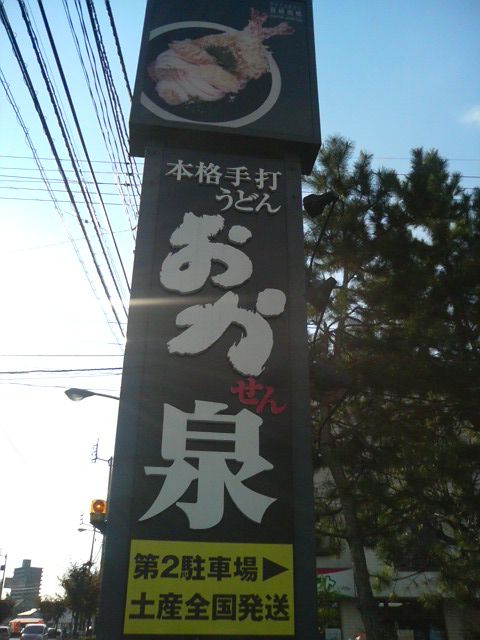 本格手打
うどん
おか
せん
泉
第2駐車場▶
土産全国発送